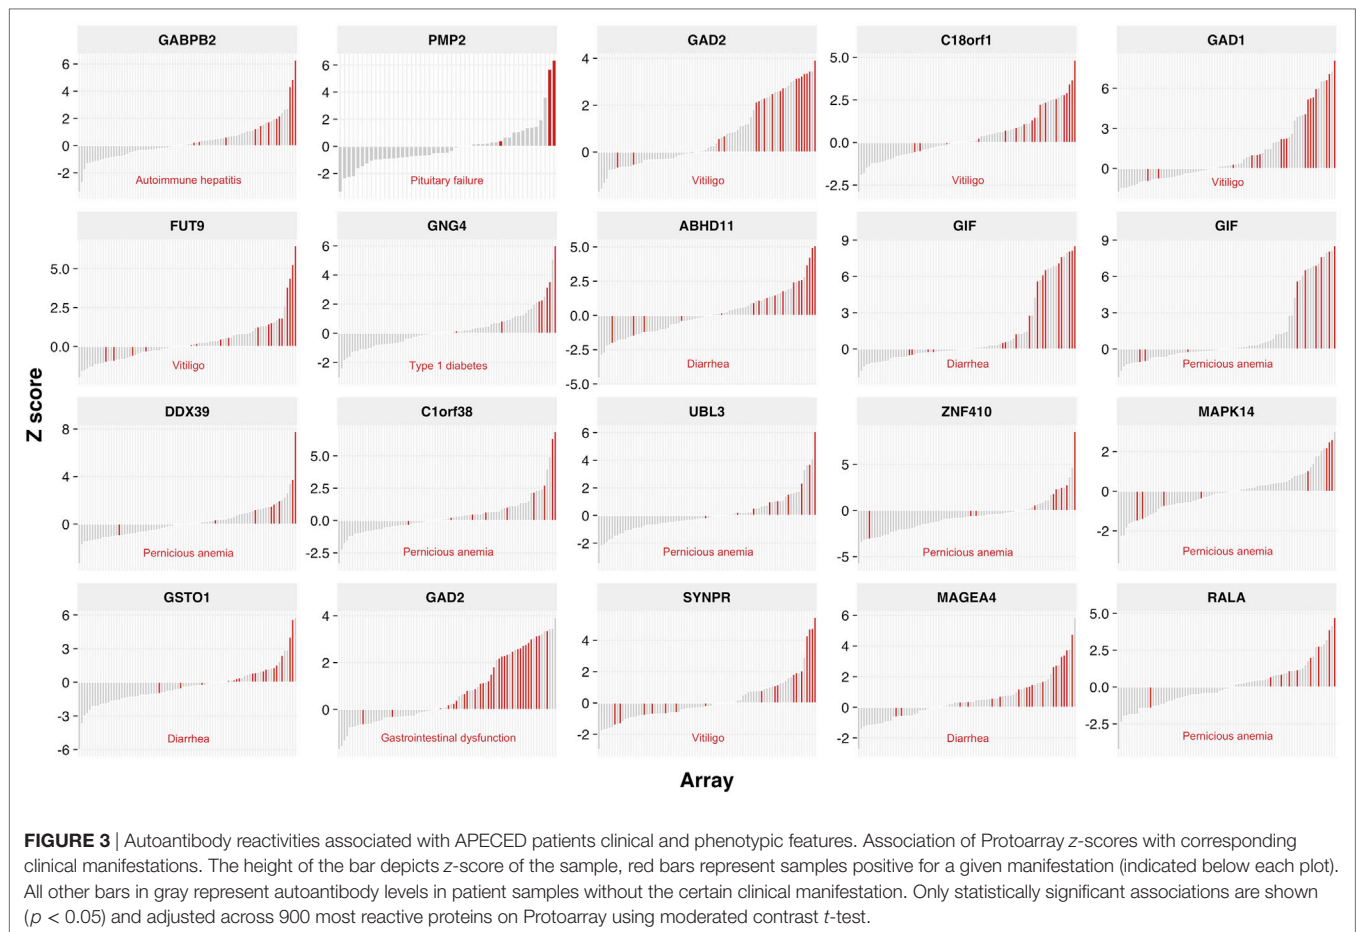 GABPB2 PMP2 GAD2 C18orf1 GAD1
6
4
2
0
-2
Autoimmune hepatitis
6
4
2
0
-2
Pituitary failure
4
2
0
Vitiligo
5.0
2.5
0.0
-2.5
Vitiligo
6
3
0
Vitiligo
FUT9 GNG4 ABHD11 GIF GIF
5.0
2.5
0.0
Vitiligo
6
4
2
0
-2
Type 1 diabetes
5.0
2.5
0.0
-2.5
-5.0
Diarrhea
9
6
3
0
Diarrhea
9
6
3
0
Pernicious anemia
Z score
DDX39 C1orf38 UBL3 ZNF410 MAPK14
8
4
0
Pernicious anemia
5.0
2.5
0.0
-2.5
Pernicious anemia
6
4
2
0
-2
Pernicious anemia
5
0
-5
Pernicious anemia
2
0
-2
Pernicious anemia
GSTO1 GAD2 SYNPR MAGEA4 RALA
6
3
0
-3
-6
Diarrhea
4
2
0
Gastrointestinal dysfunction
4
2
0
-2
Vitiligo
6
4
2
0
-2
Diarrhea
5.0
2.5
0.0
-2.5
Pernicious anemia
Array
FIGURE 3 | Autoantibody reactivities associated with APECED patients clinical and phenotypic features. Association of Protoarray z-scores with corresponding
clinical manifestations. The height of the bar depicts z-score of the sample, red bars represent samples positive for a given manifestation (indicated below each plot).
All other bars in gray represent autoantibody levels in patient samples without the certain clinical manifestation. Only statistically significant associations are shown
(p < 0.05) and adjusted across 900 most reactive proteins on Protoarray using moderated contrast t-test.